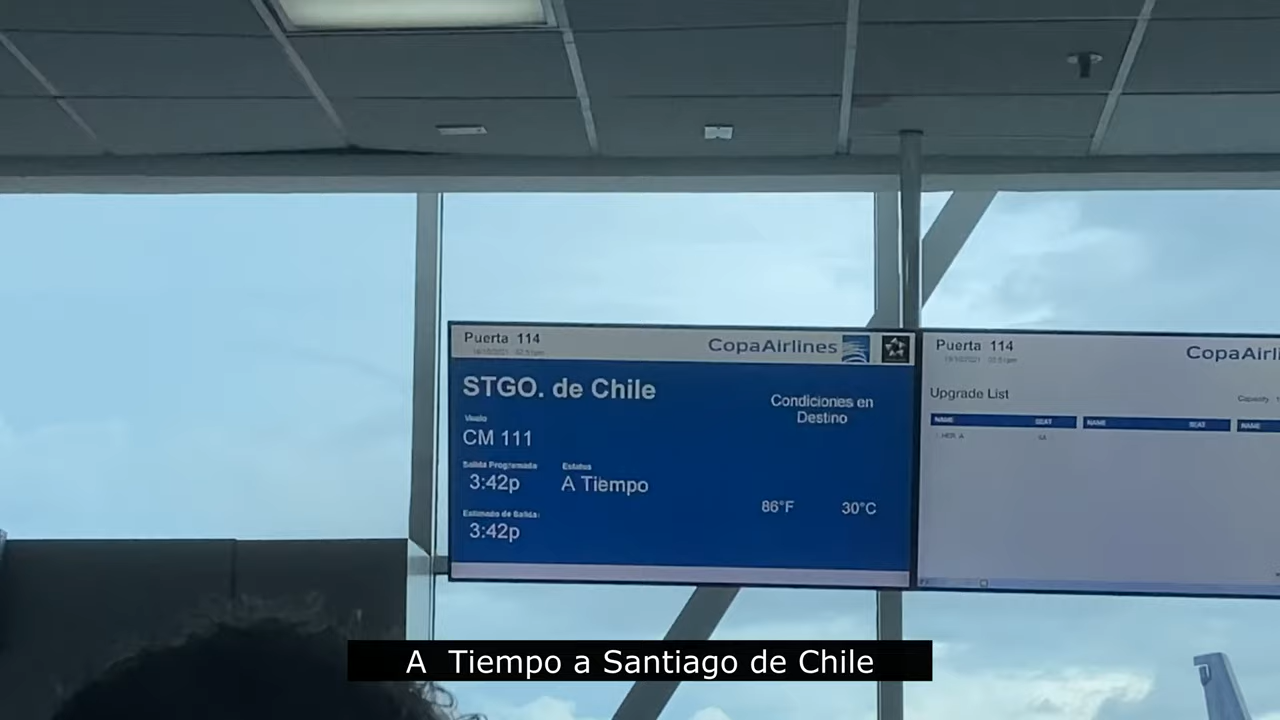 Puerta 114
CopaAirlines
STGO. de Chile
Condiciones en
Destino
Vuelo
CM 111
Salida Programada
Estatus
3:42p
A Tiempo
86°F
30°C
Estimado de Salida:
3:42p
Puerta 114
CopaAirli
Upgrade List
Capacity
NAME
SEAT
NAME
SEAT
NAME
A Tiempo a Santiago de Chile